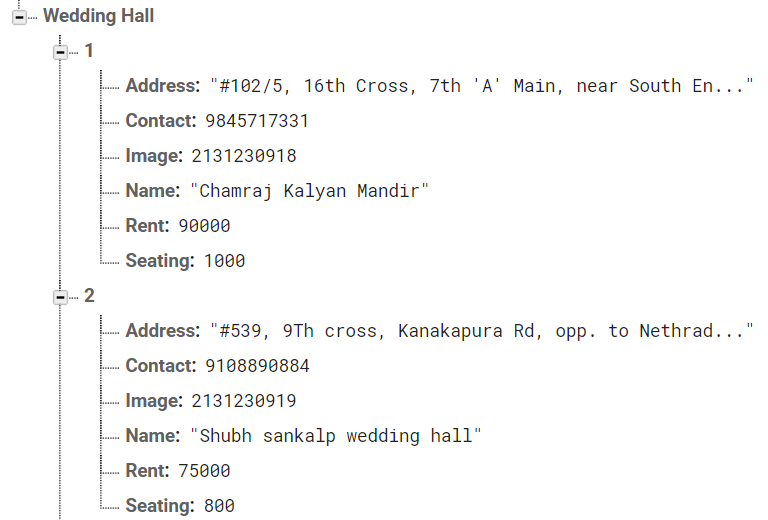 Wedding Hall
1
Address: "#102/5, 16th Cross, 7th 'A' Main, near South En..."
Contact: 9845717331
Image: 2131230918
Name: "Chamraj Kalyan Mandir"
Rent: 90000
Seating: 1000
2
Address: "#539, 9Th cross, Kanakapura Rd, opp. to Nethrad..."
Contact: 9108890884
Image: 2131230919
Name: "Shubh sankalp wedding hall"
Rent: 75000
Seating: 800